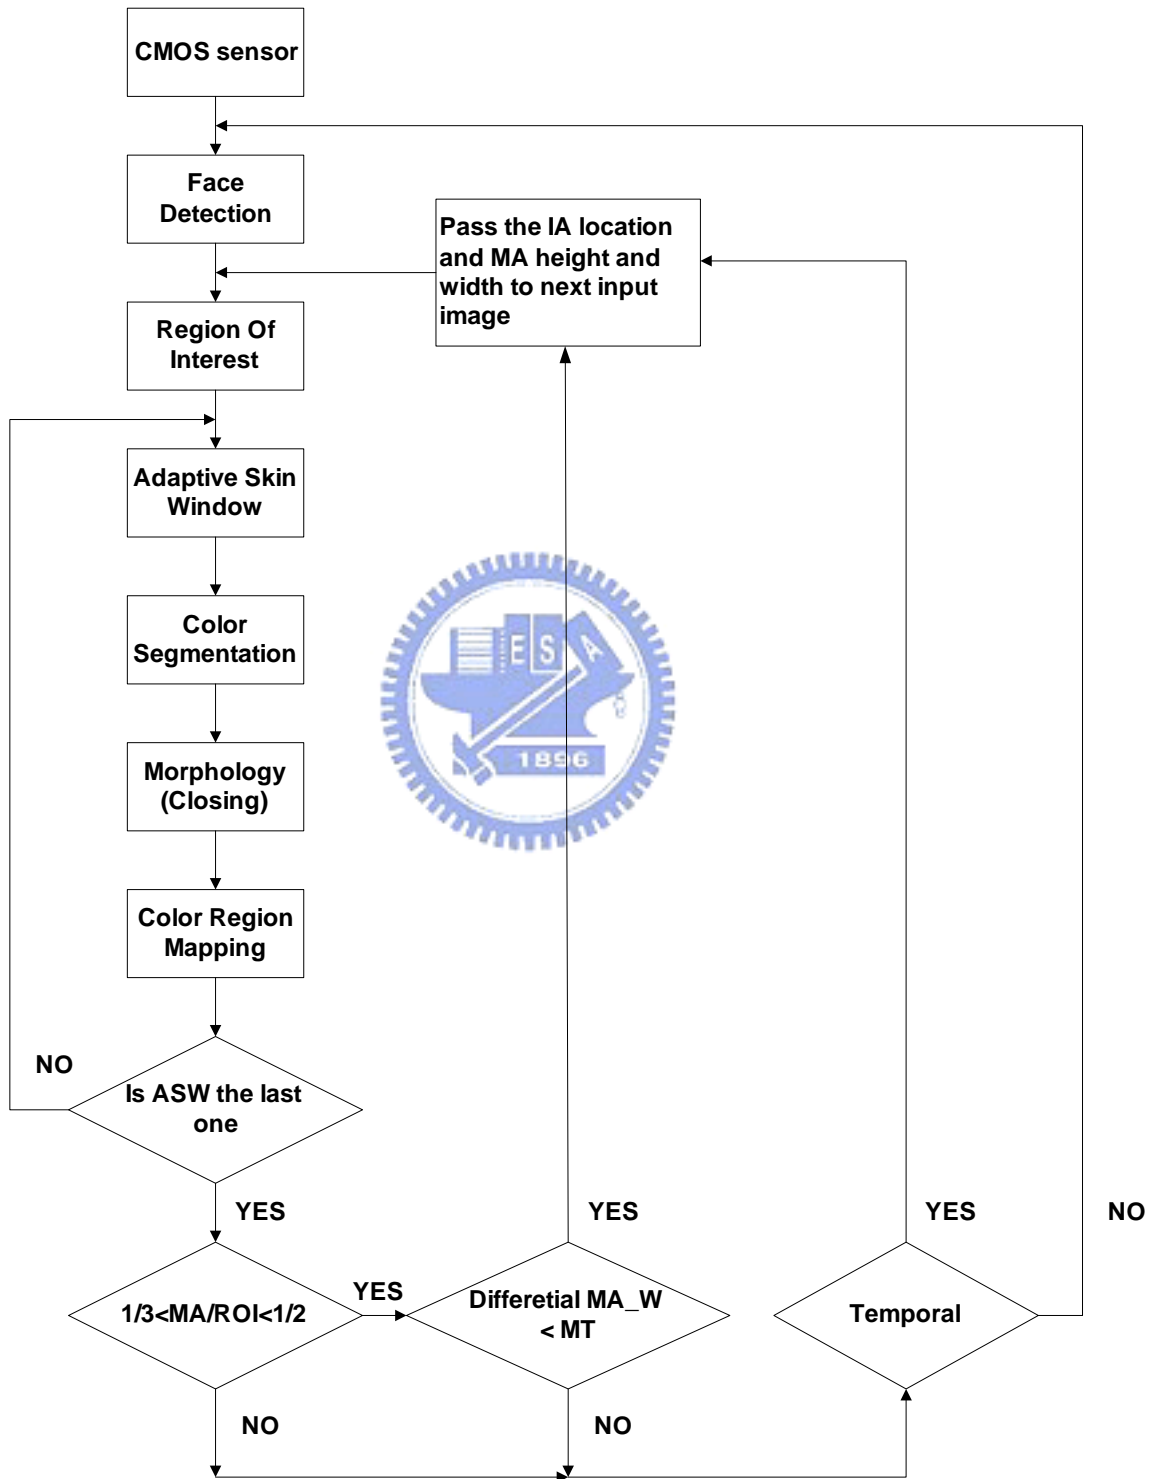 CMOS sensor
Face
Detection
Pass the IA location
and MA height and
width to next input
image
Region Of
Interest
Adaptive Skin
Window
Color
Segmentation
E S A
1896
Morphology
(Closing)
Color Region
Mapping
NO
Is ASW the last
one
YES
YES
YES
NO
1/3<MA/ROI<1/2
YES
Differetial MA_W
< MT
Temporal
NO
NO